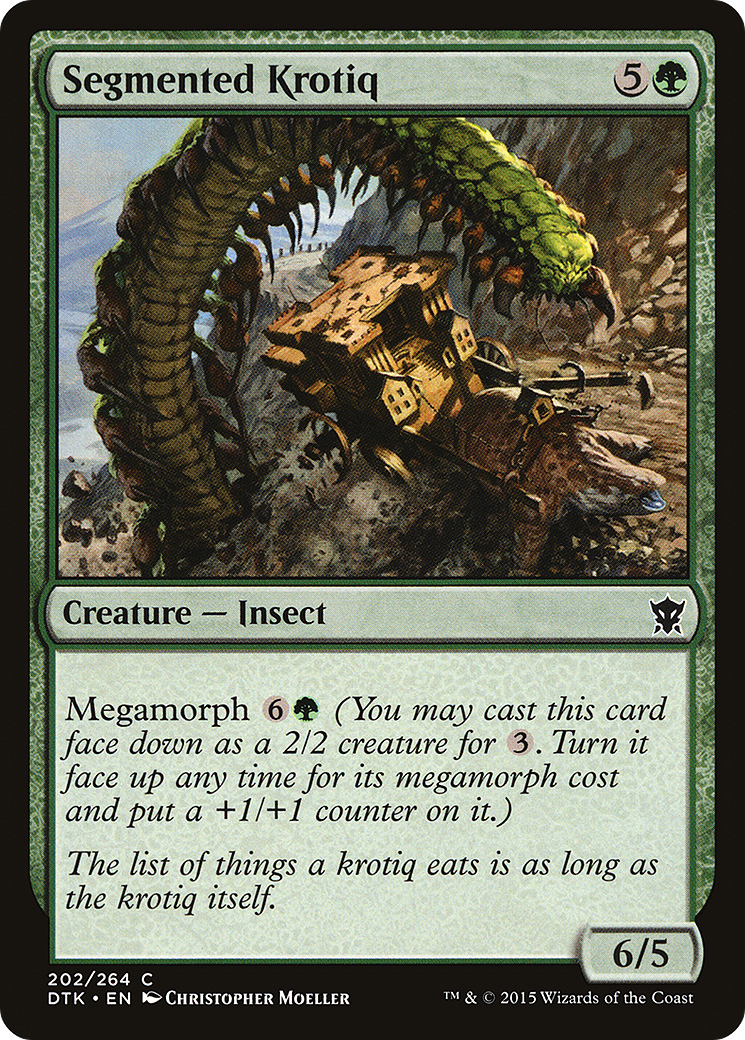 Segmented Krotiq 5
Creature — Insect
Megamorph 6 (You may cast this card
face down as a 2/2 creature for 3. Turn it
face up any time for its megamorph cost
and put a +1/+1 counter on it.)
The list of things a krotiq eats is as long as
the krotiq itself.
6/5
202/264 C
DTK • EN Christopher Moeller
™ & © 2015 Wizards of the Coast